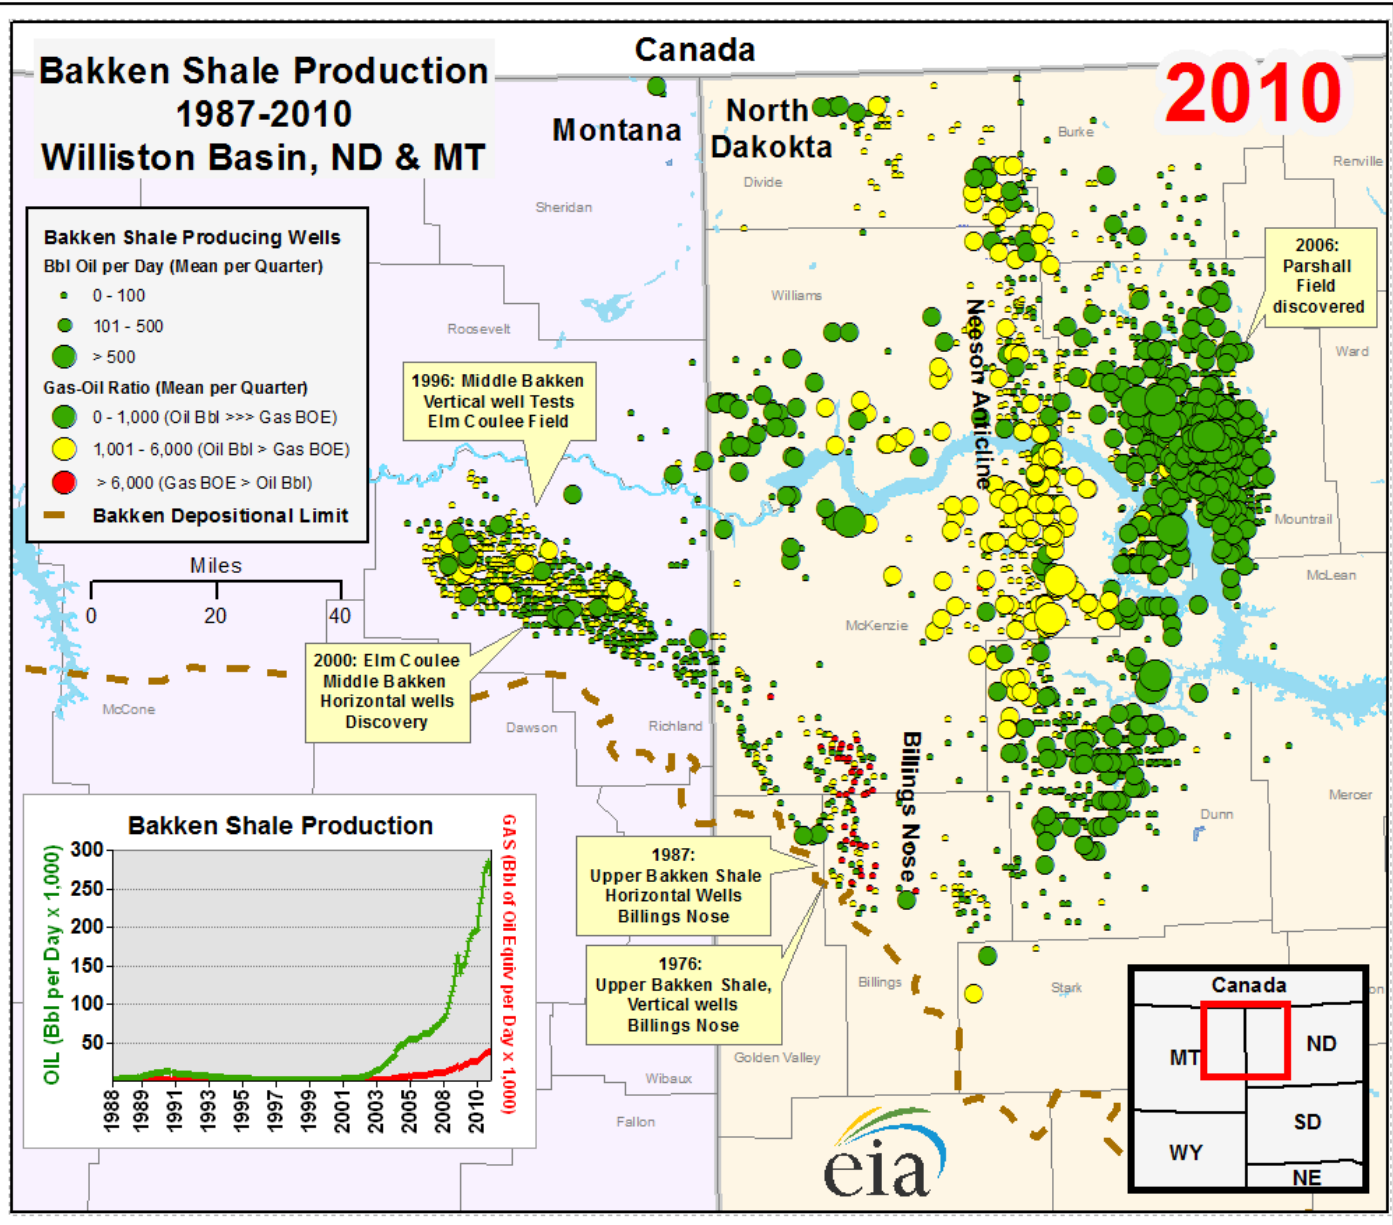 Bakken Shale Production
1987-2010
Williston Basin, ND & MT
Canada
2010
Montana
North
Dakokta
Burke
Renville
Divide
Sheridan
Bakken Shale Producing Wells
Bbl Oil per Day (Mean per Quarter)
0 - 100
101 - 500
> 500
Gas-Oil Ratio (Mean per Quarter)
0 - 1,000 (Oil Bbl >>> Gas BOE)
1,001 - 6,000 (Oil Bbl > Gas BOE)
> 6,000 (Gas BOE > Oil Bbl)
Bakken Depositional Limit
Miles
0 20 40
2006:
Parshall
Field
discovered
Williams
Roosevelt
Ward
Neeson Anticline
1996: Middle Bakken
Vertical well Tests
Elm Coulee Field
Mountrail
McLean
McKenzie
2000: Elm Coulee
Middle Bakken
Horizontal wells
Discovery
McCone
Dawson
Richland
Billings Nose
Mercer
Dunn
1987:
Upper Bakken Shale
Horizontal Wells
Billings Nose
1976:
Upper Bakken Shale,
Vertical wells
Billings Nose
Billings
Stark
on
Golden Valley
Wibaux
Fallon
Bakken Shale Production
OIL (Bbl per Day x 1,000)
GAS (Bbl of Oil Equiv per Day x 1,000)
300
250
200
150
100
50
1988 1989 1991 1993 1995 1997 1999 2001 2003 2005 2008 2010
eia
Canada
MT
ND
SD
WY
NE